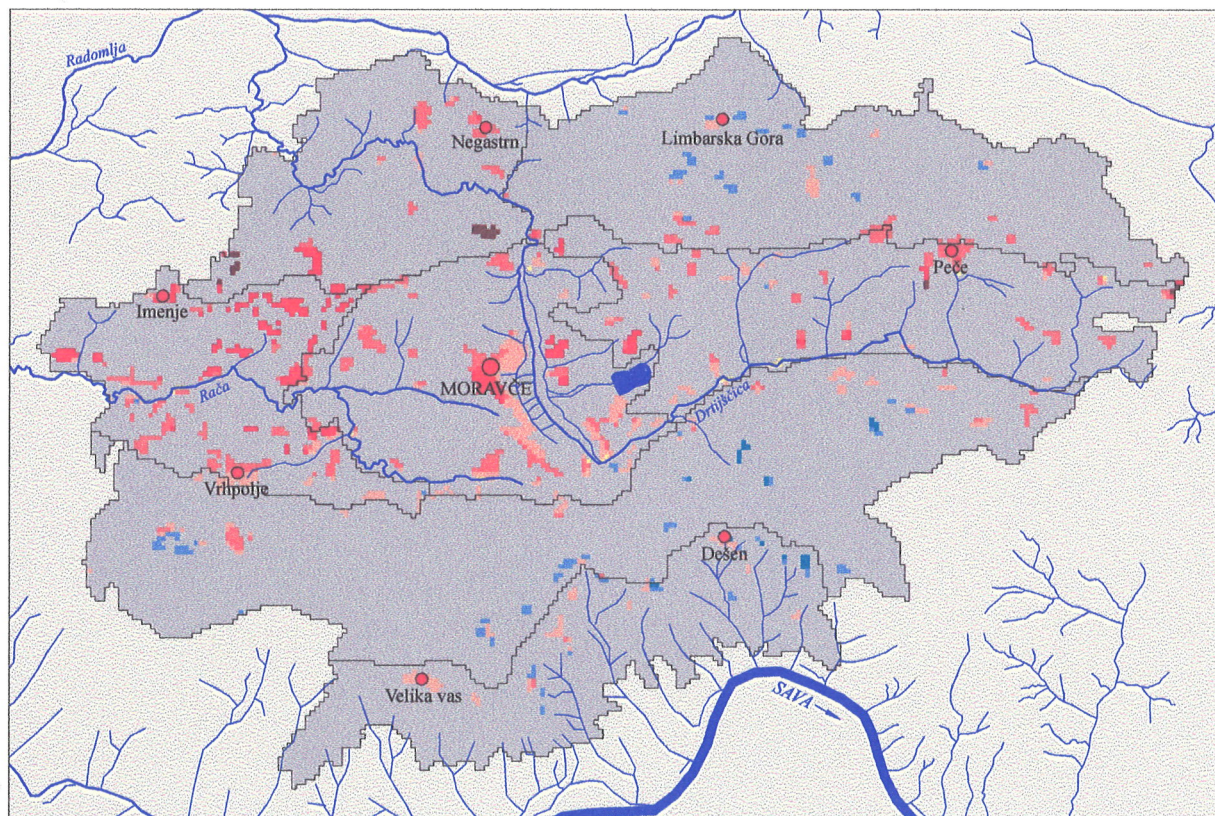 Radomlja
Negastrn
Limbarska Gora
Peče
Imenje
MORAVČE
Rača
Drtijščica
Vrhpolje
Dešen
Velika vas
SAVA